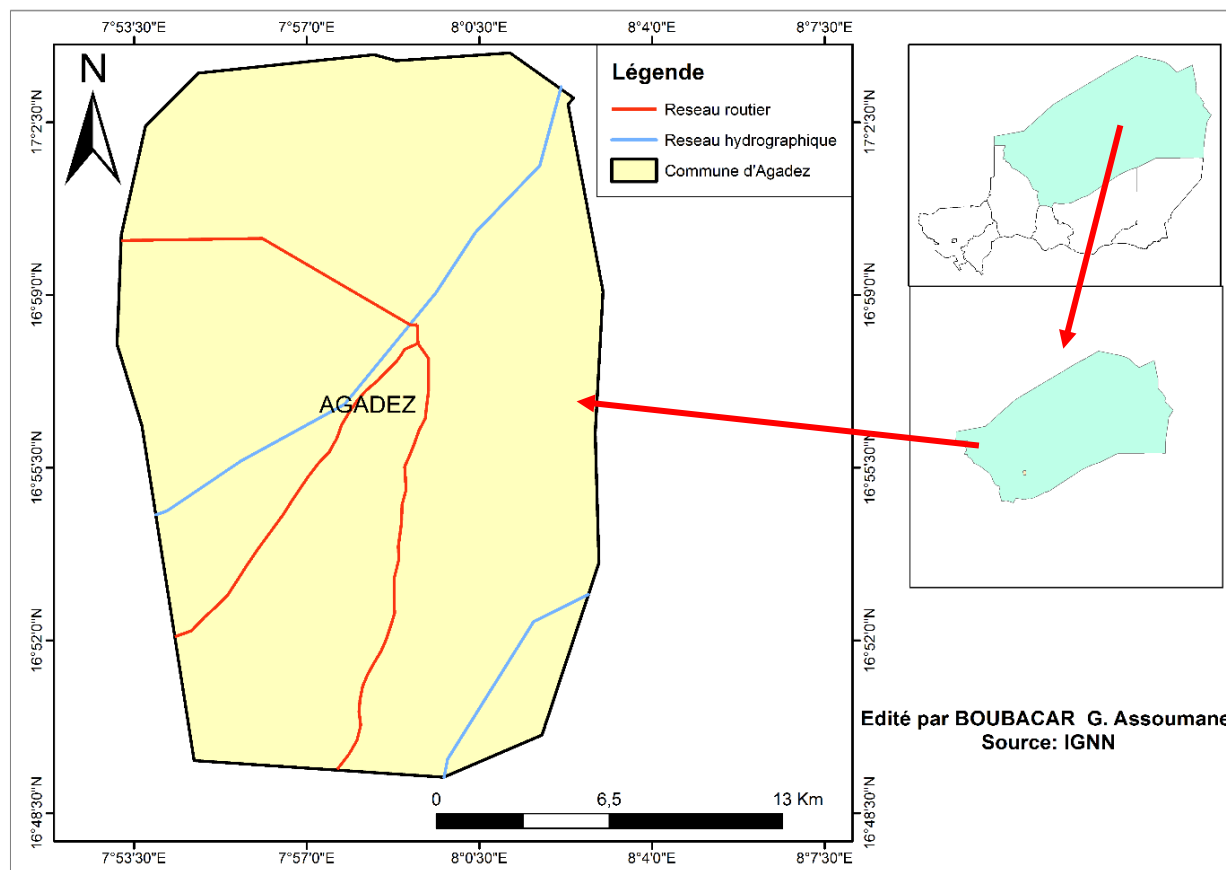 7°53'30"E 7°57'0"E 8°0'30"E 8°4'0"E 8°7'30"E
N
Légende
Reseau routier
Reseau hydrographique
Commune d'Agadez
17°2'30"N 17°2'30"N
16°59'0"N 16°59'0"N
AGADEZ
16°55'30"N 16°55'30"N
16°52'0"N 16°52'0"N
Edité par BOUBACAR G. Assoumane
Source: IGNN
0 6,5 13 Km
16°48'30"N 16°48'30"N
7°53'30"E 7°57'0"E 8°0'30"E 8°4'0"E 8°7'30"E